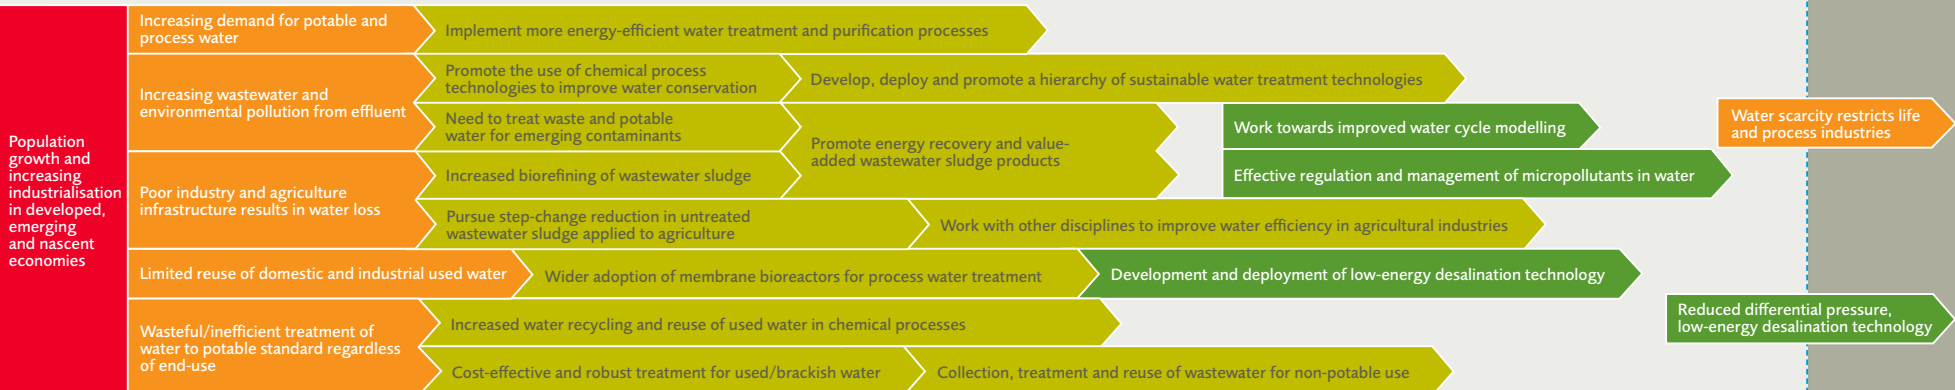 Population
growth and
increasing
industrialisation
in developed,
emerging
and nascent
economies
Increasing demand for potable and
process water
Implement more energy-efficient water treatment and purification processes
Increasing wastewater and
environmental pollution from effluent
Promote the use of chemical process
technologies to improve water conservation
Develop, deploy and promote a hierarchy of sustainable water treatment technologies
Need to treat waste and potable
water for emerging contaminants
Promote energy recovery and value-
added wastewater sludge products
Work towards improved water cycle modelling
Water scarcity restricts life
and process industries
Poor industry and agriculture
infrastructure results in water loss
Increased biorefining of wastewater sludge
Effective regulation and management of micropollutants in water
Pursue step-change reduction in untreated
wastewater sludge applied to agriculture
Work with other disciplines to improve water efficiency in agricultural industries
Limited reuse of domestic and industrial used water
Wider adoption of membrane bioreactors for process water treatment
Development and deployment of low-energy desalination technology
Reduced differential pressure,
low-energy desalination technology
Wasteful/inefficient treatment of
water to potable standard regardless
of end-use
Increased water recycling and reuse of used water in chemical processes
Cost-effective and robust treatment for used/brackish water
Collection, treatment and reuse of wastewater for non-potable use